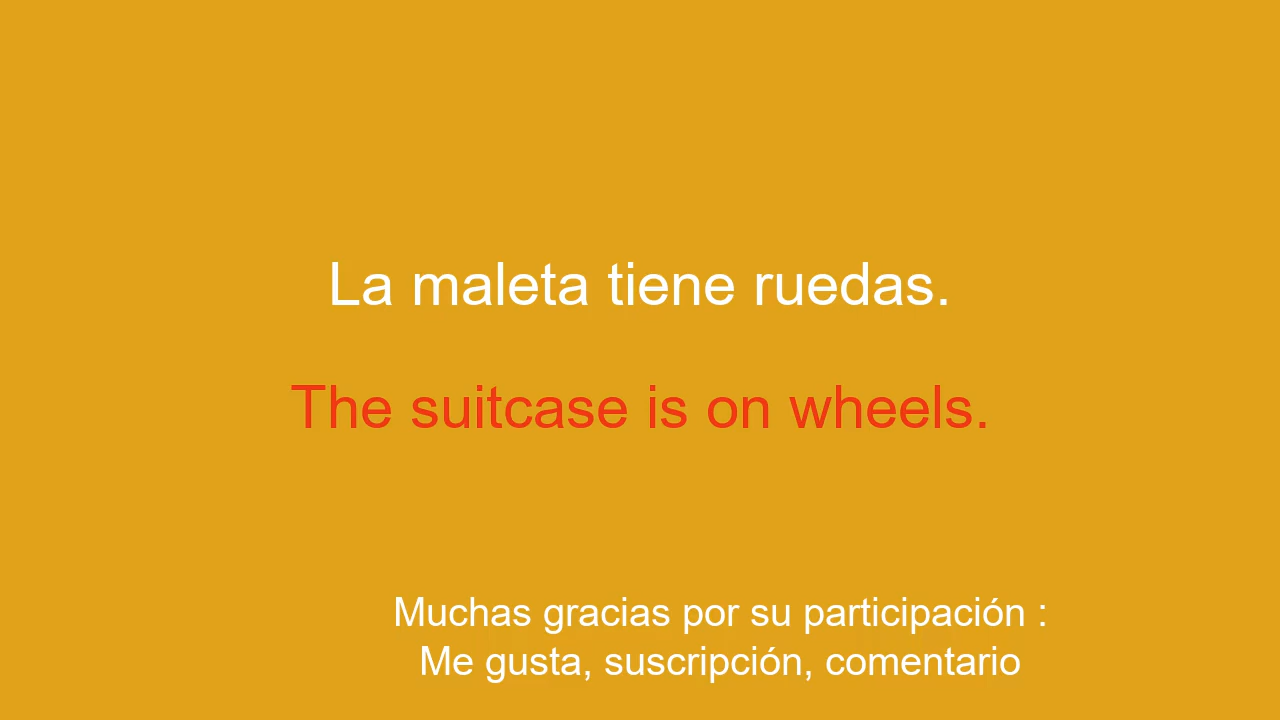 La maleta tiene ruedas.
The suitcase is on wheels.
Muchas gracias por su participación :
Me gusta, suscripción, comentario